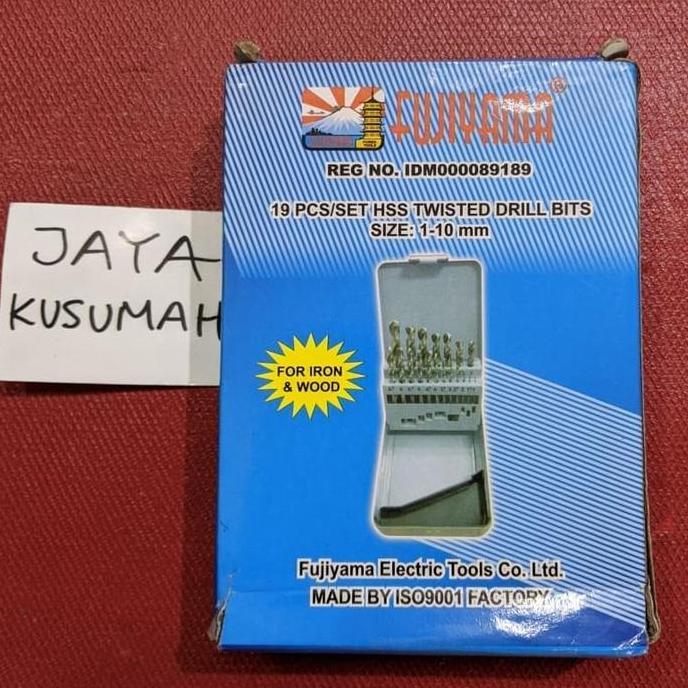 FUJIYAMA®
REG NO. IDM000089189
19 PCS/SET HSS TWISTED DRILL BITS
SIZE: 1-10 mm
JAYA
KUSUMAH
FOR IRON
& WOOD
Fujiyama Electric Tools Co. Ltd.
MADE BY ISO9001 FACTORY